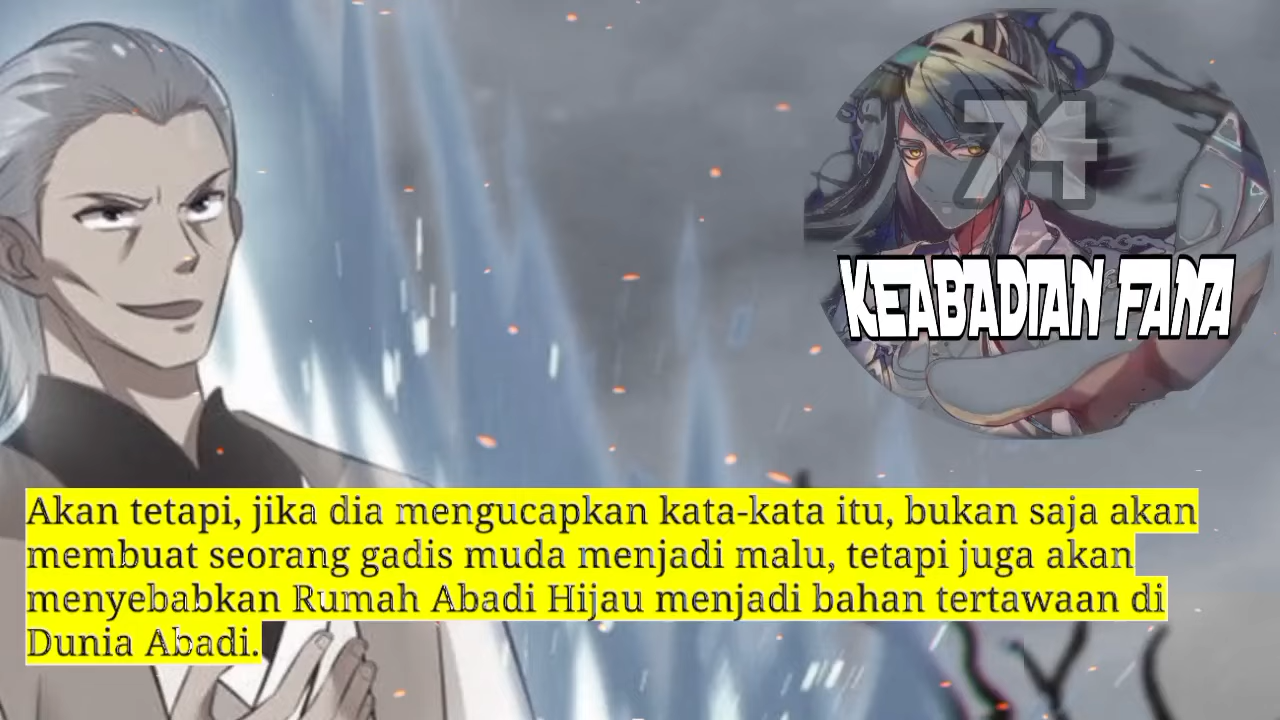 74
KEABADIAN FANA
Akan tetapi, jika dia mengucapkan kata-kata itu, bukan saja akan
membuat seorang gadis muda menjadi malu, tetapi juga akan
menyebabkan Rumah Abadi Hijau menjadi bahan tertawaan di
Dunia Abadi.